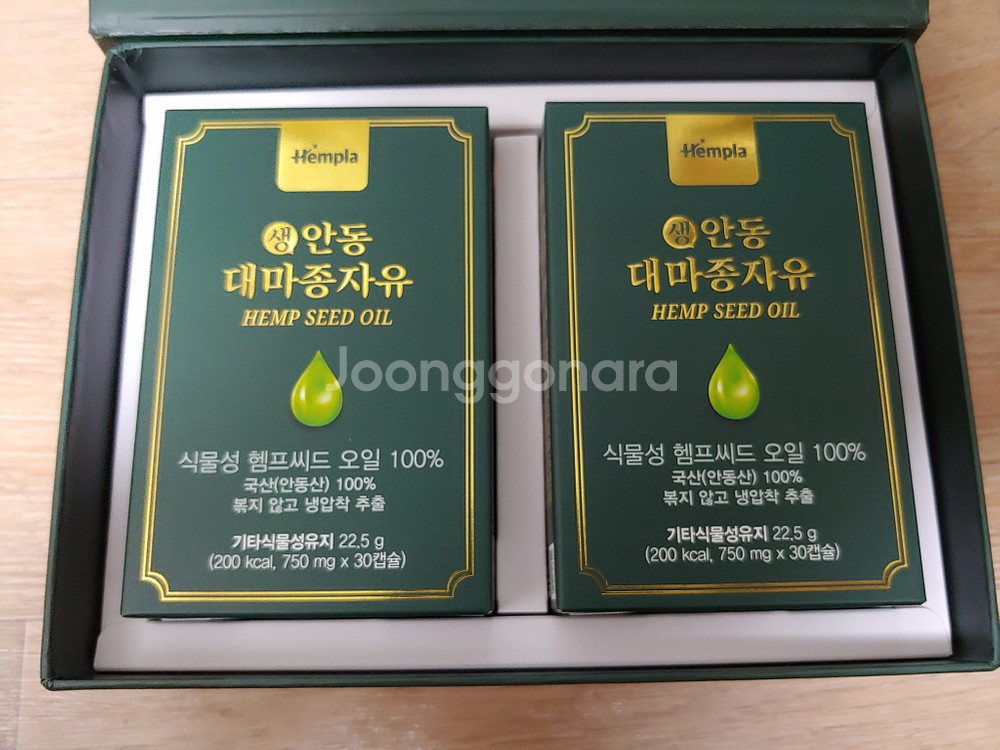 Hempla
생 안동
대마종자유
HEMP SEED OIL
식물성 헴프씨드 오일 100%
국산(안동산) 100%
볶지 않고 냉압착 추출
기타식물성유지 22.5 g
(200 kcal, 750 mg x 30캡슐)
Hempla
생 안동
대마종자유
HEMP SEED OIL
식물성 헴프씨드 오일 100%
국산(안동산) 100%
볶지 않고 냉압착 추출
기타식물성유지 22.5 g
(200 kcal, 750 mg x 30캡슐)
Joonggonara